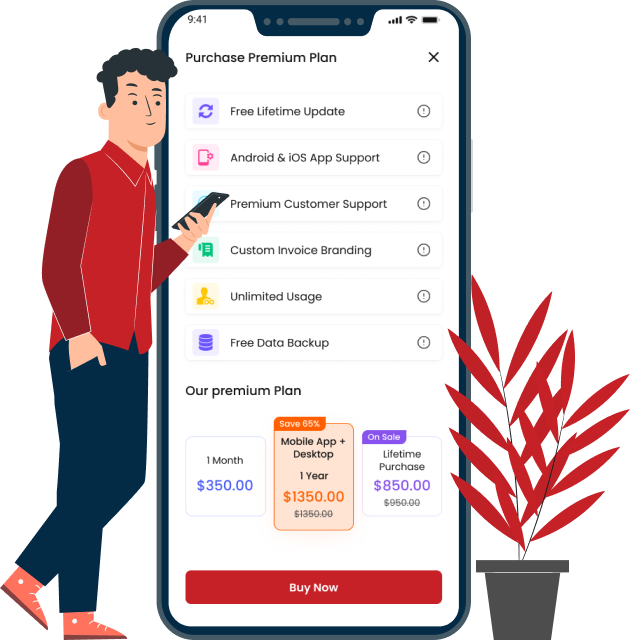 9:41
Purchase Premium Plan
Free Lifetime Update
Android & iOS App Support
Premium Customer Support
Custom Invoice Branding
Unlimited Usage
Free Data Backup
Our premium Plan
1 Month
$350.00
Save 65%
Mobile App +
Desktop
1 Year
$1350.00
$1350.00
On Sale
Lifetime
Purchase
$850.00
$950.00
Buy Now